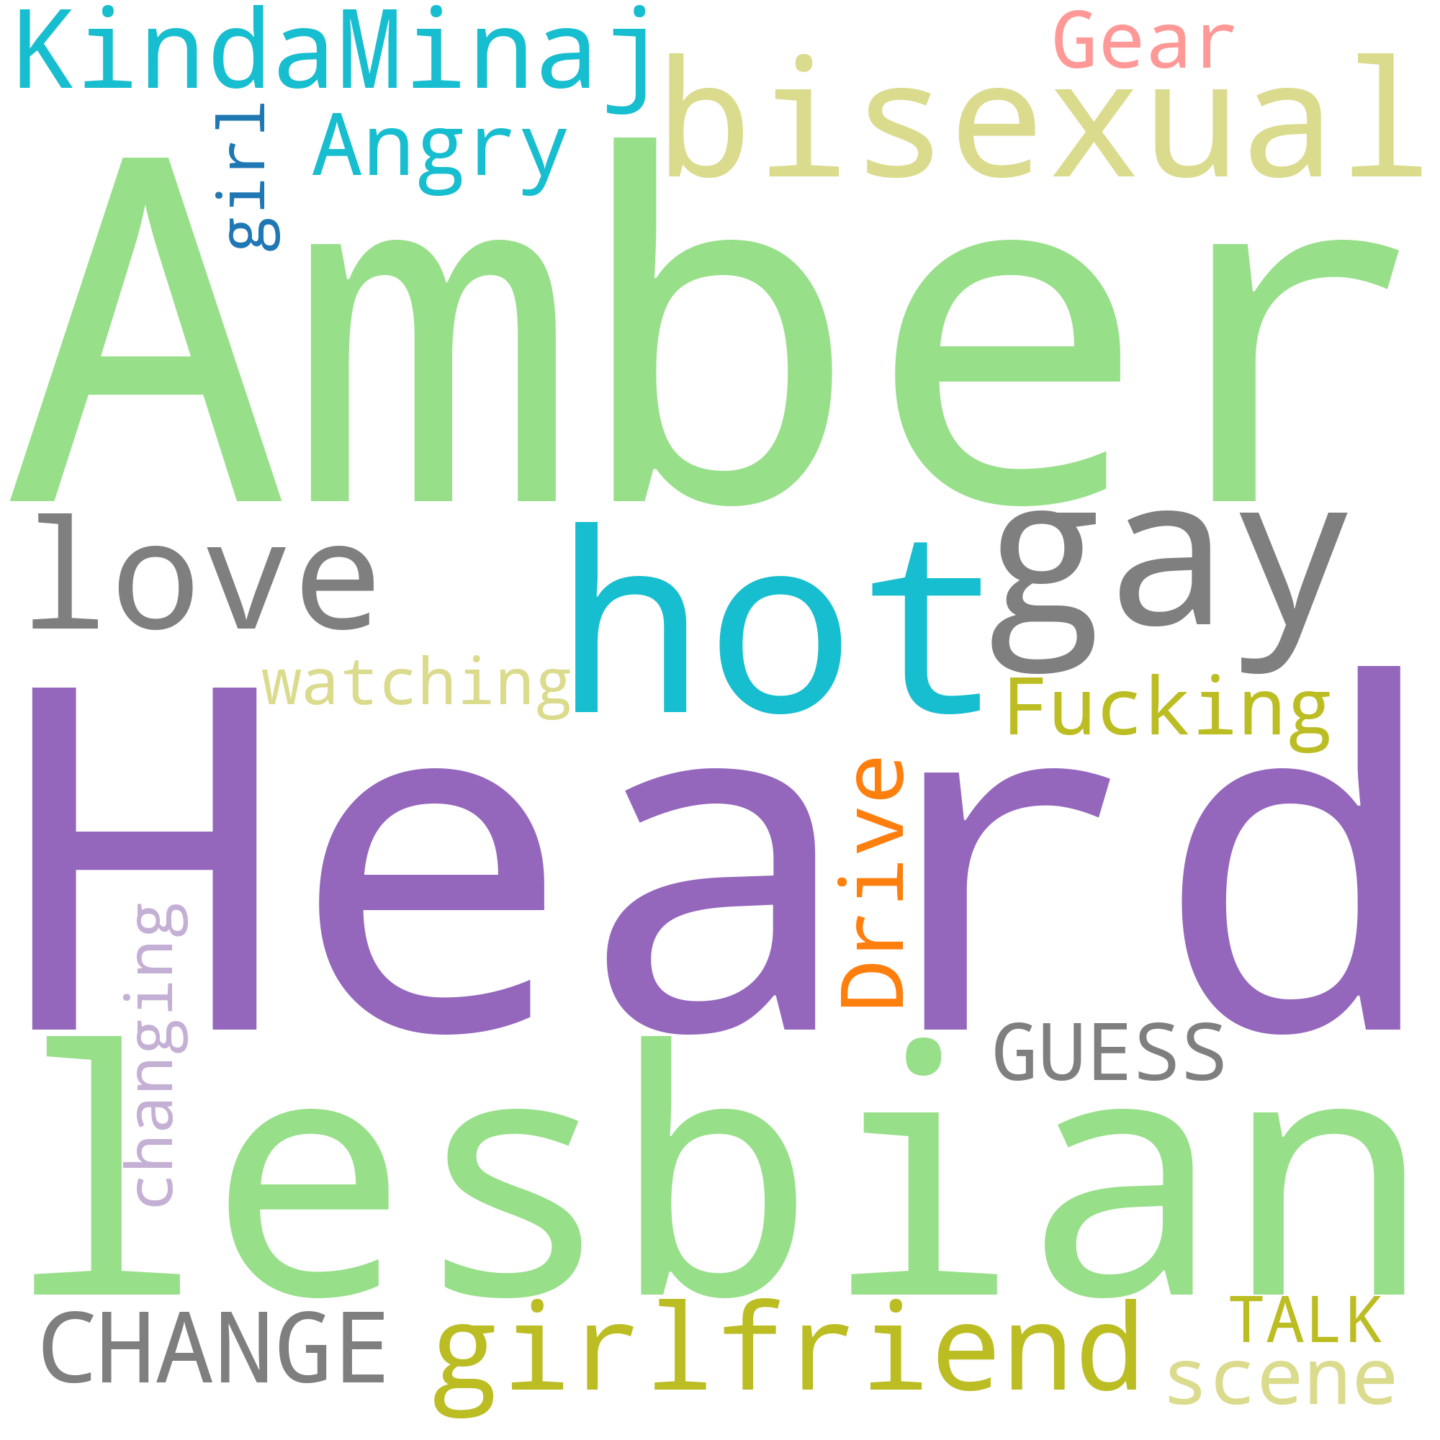 KindaMinaj
Gear
bisexual
girl
Angry
Amber
love
hot
gay
watching
Fucking
Heard
Drive
changing
GUESS
lesbian
CHANGE
girlfriend
TALK
scene